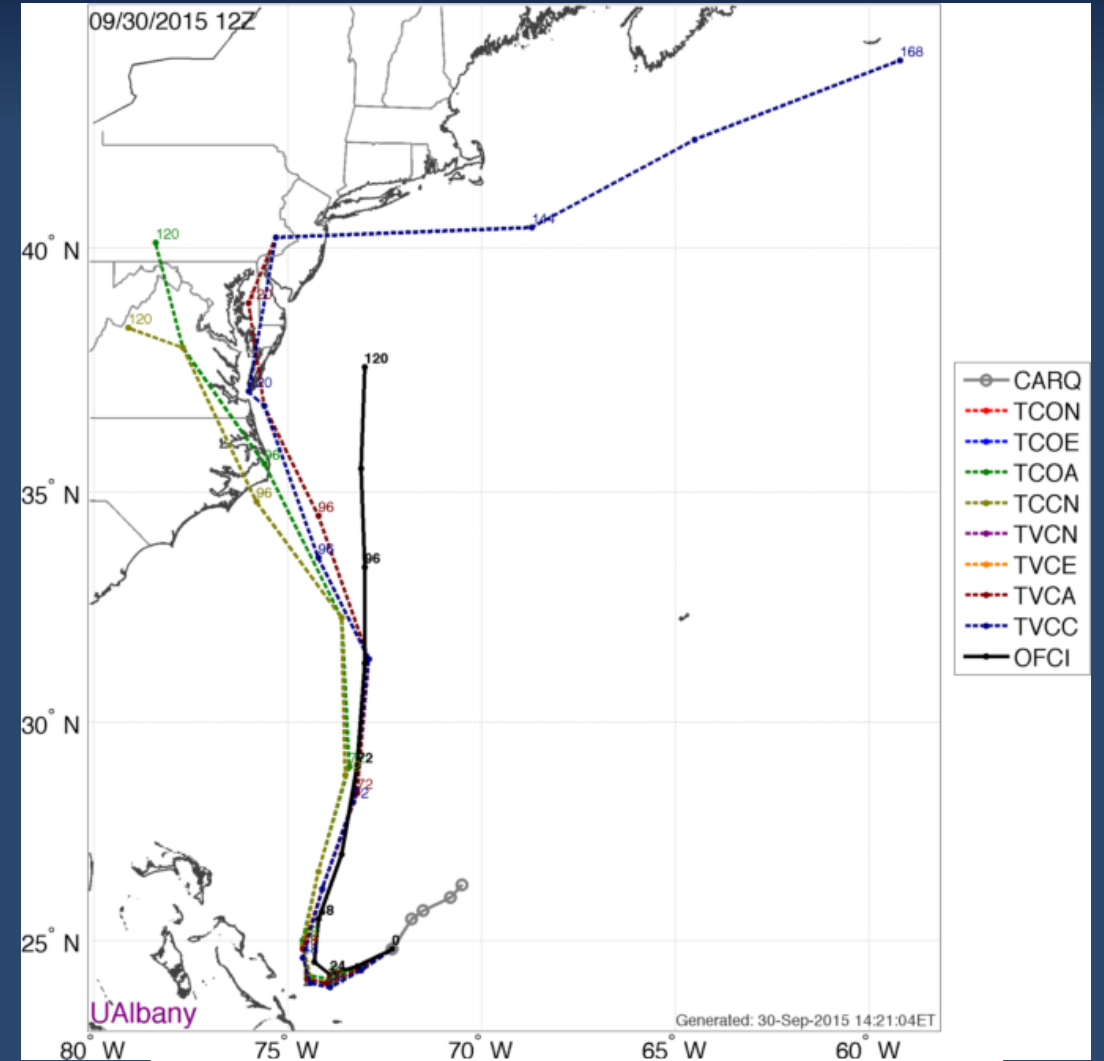 09/30/2015 12Z
168
144
40° N
120
120
120
120
120
96
96
96
96
96
35° N
30° N
72
72
48
25° N
24
0
UAlbany
Generated: 30-Sep-2015 14:21:04ET
80° W
75° W
70° W
65° W
60° W
CARQ
TCON
TCOE
TCOA
TCCN
TVCN
TVCE
TVCA
TVCC
OFCI